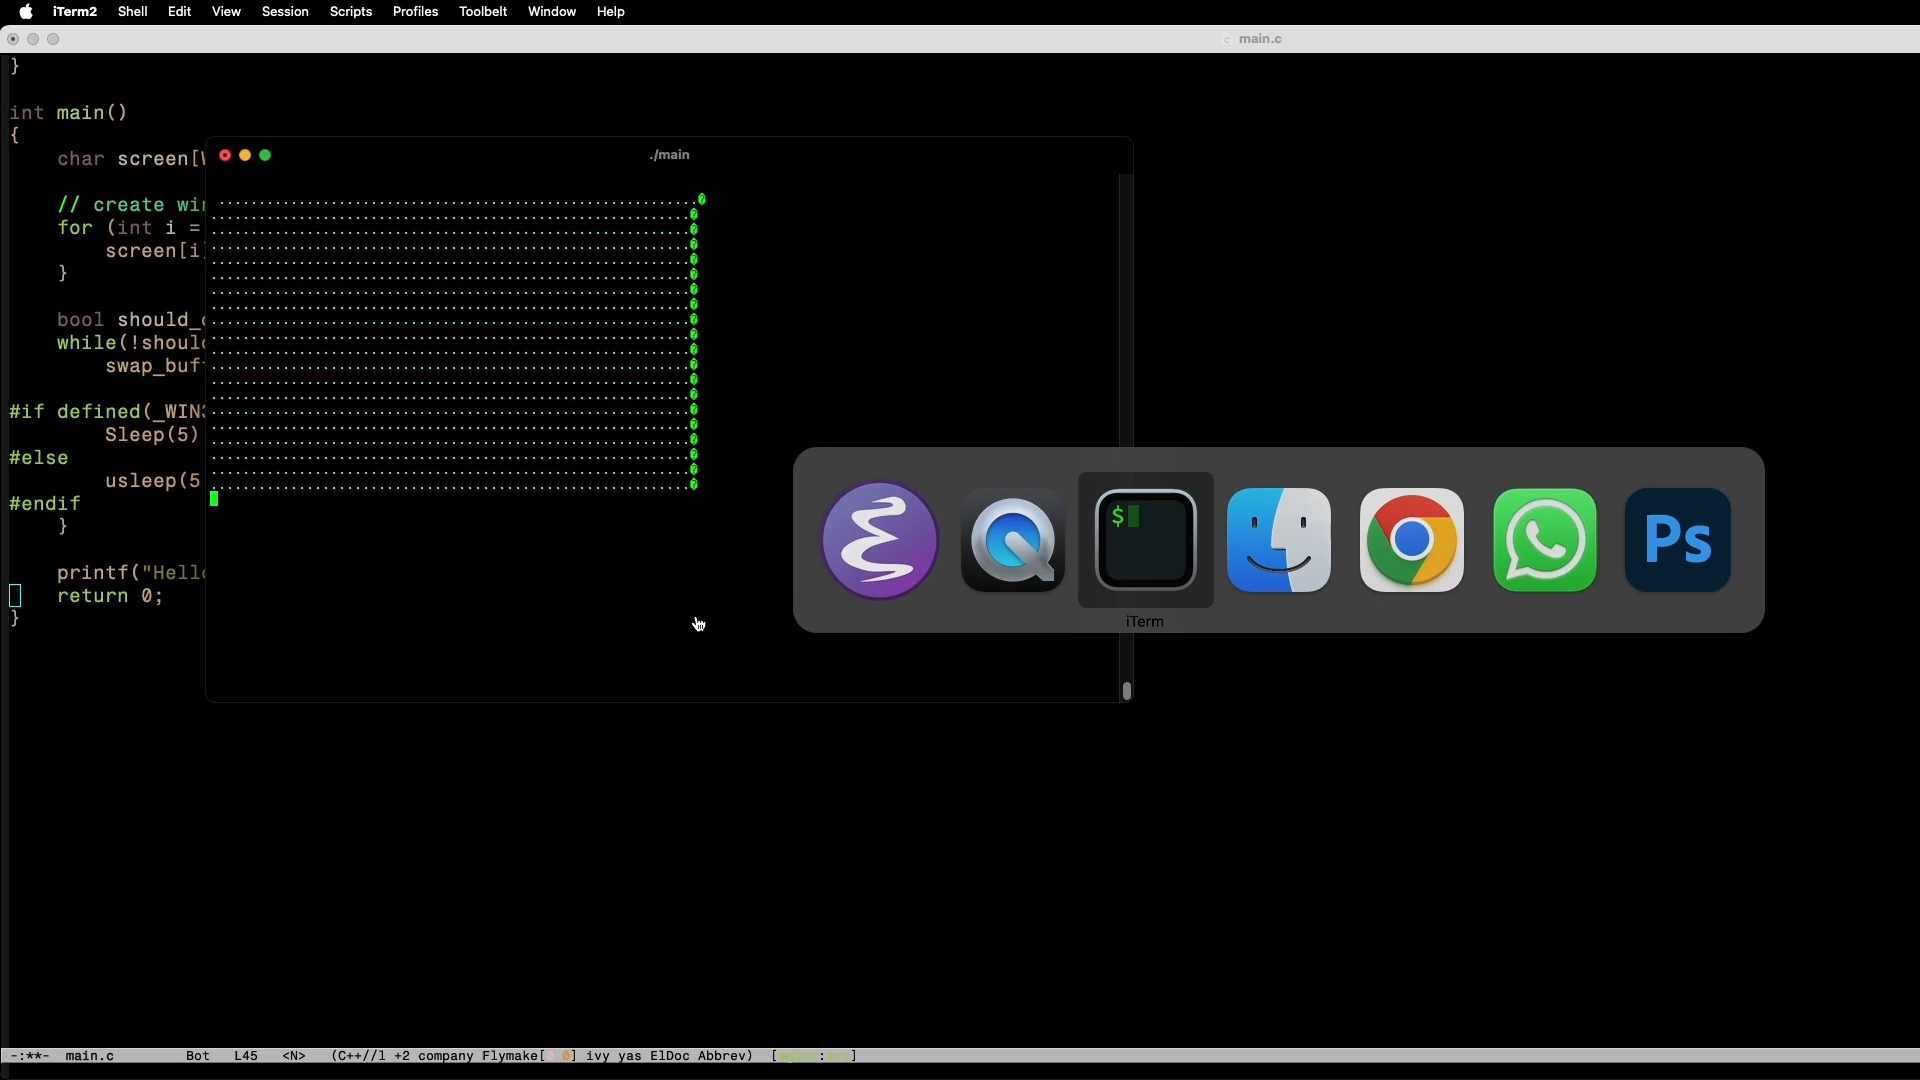 iTerm2 Shell Edit View Session Scripts Profiles Toolbelt Window Help
main.c
}
int main()
{
char screen[
./main
// create
for (int i =
screen[i
}
bool should_
while(!shoul
swap_buf
#if defined(_WIN
Sleep(5)
#else
usleep(5
#endif
}
printf("Hell
return 0;
}
$
Ps
iTerm
-:**- main.c Bot L45 <N> (C++//l +2 company Flymake[0 0] ivy yas ElDoc Abbrev) [